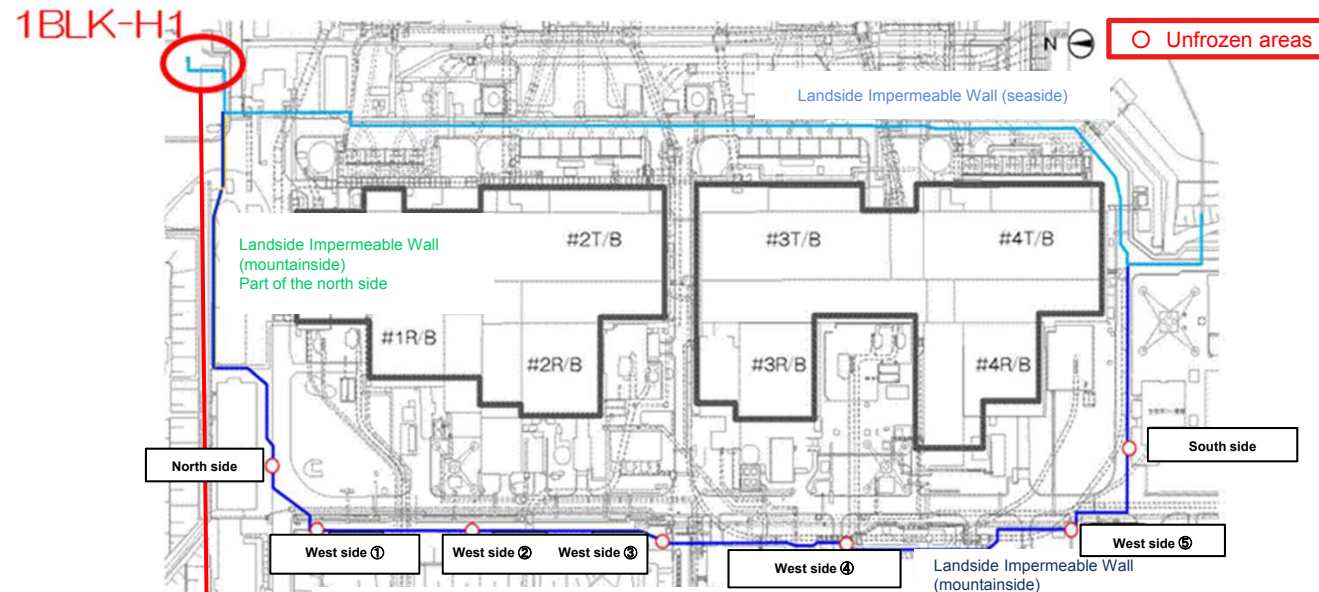 1BLK-H1
N
Unfrozen areas
Landside Impermeable Wall (seaside)
Landside Impermeable Wall
(mountainside)
Part of the north side
#2T/B
#3T/B
#4T/B
#1R/B
#2R/B
#3R/B
#4R/B
North side
South side
West side ①
West side ②
West side ③
West side ④
West side ⑤
Landside Impermeable Wall
(mountainside)